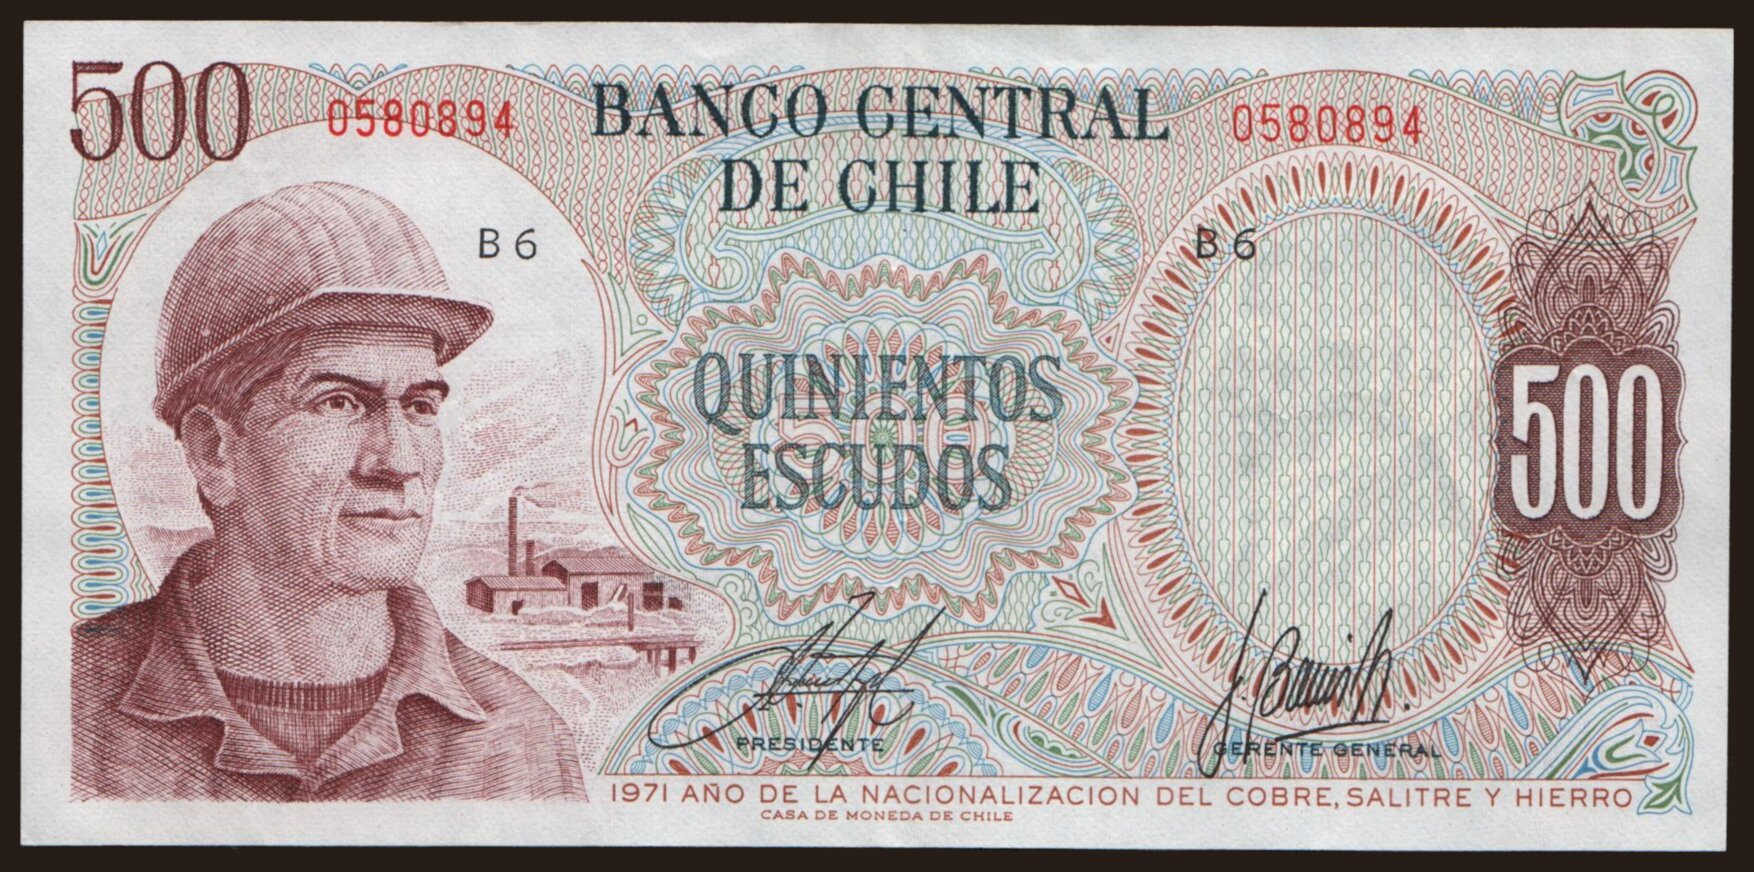 500
0580894
BANCO CENTRAL
DE CHILE
0580894
B 6
B 6
QUINIENTOS
ESCUDOS
500
500
PRESIDENTE
GERENTE GENERAL
1971 AÑO DE LA NACIONALIZACION DEL COBRE, SALITRE Y HIERRO
CASA DE MONEDA DE CHILE